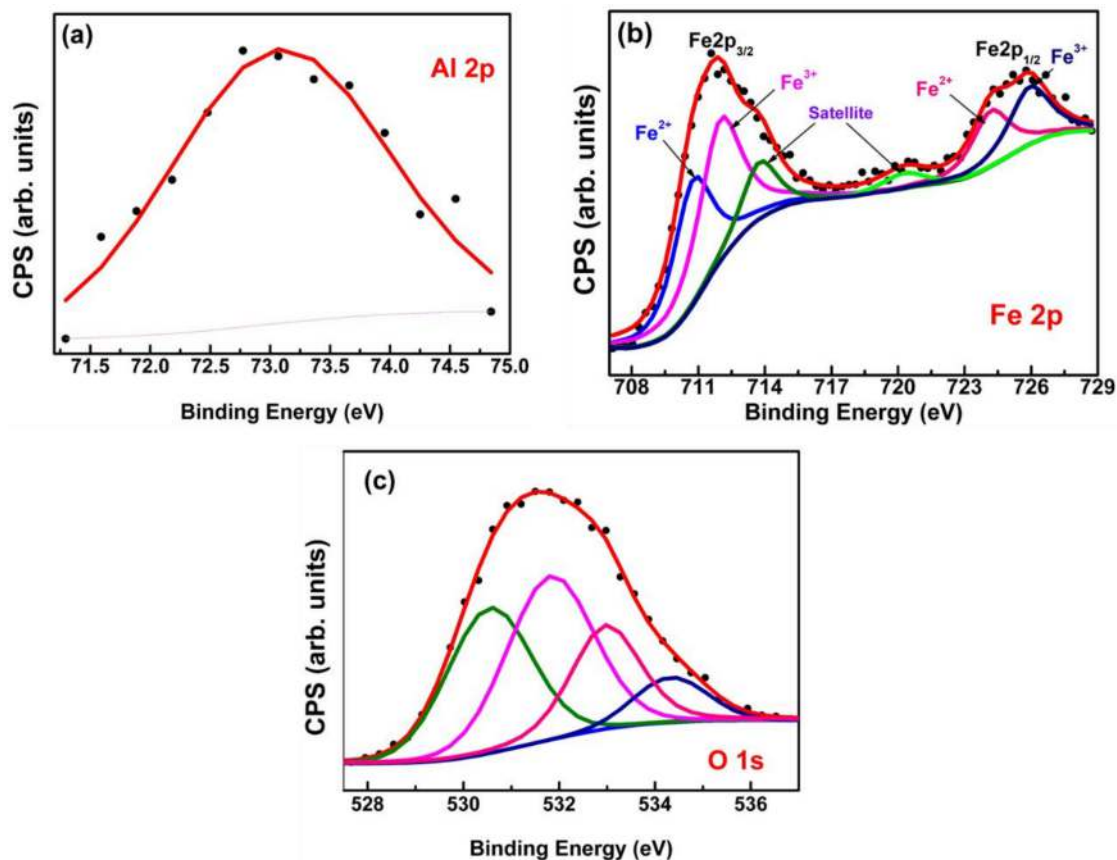 (a)
Al 2p
CPS (arb. units)
71.5 72.0 72.5 73.0 73.5 74.0 74.5 75.0
Binding Energy (eV)
(b)
Fe2p3/2
Fe2p1/2
Fe3+
Fe3+
Fe2+
Satellite
Fe2+
CPS (arb. units)
Fe 2p
708 711 714 717 720 723 726 729
Binding Energy (eV)
(c)
CPS (arb. units)
O 1s
528 530 532 534 536
Binding Energy (eV)